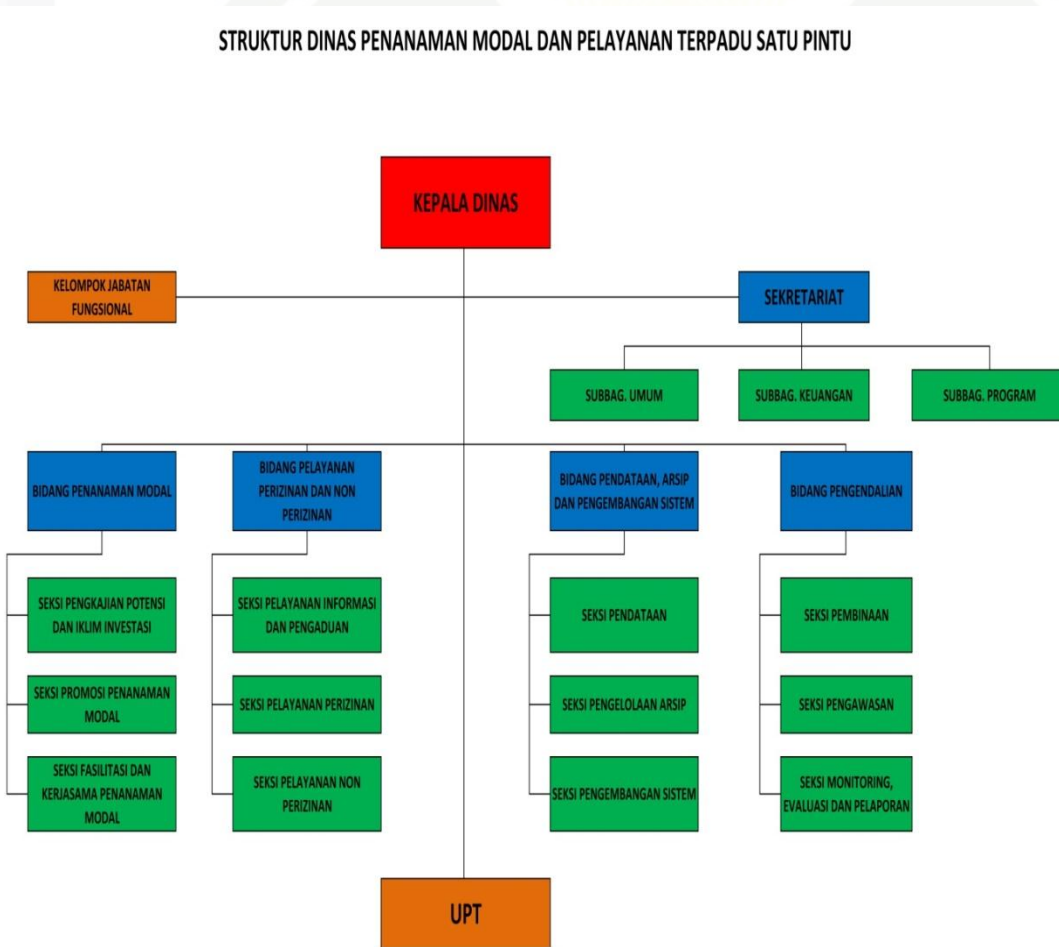 STRUKTUR DINAS PENANAMAN MODAL DAN PELAYANAN TERPADU SATU PINTU
KEPALA DINAS
KELOMPOK JABATAN
FUNGSIONAL
SEKRETARIAT
SUBBAG. UMUM
SUBBAG. KEUANGAN
SUBBAG. PROGRAM
BIDANG PENANAMAN MODAL
BIDANG PELAYANAN
PERIZINAN DAN NON
PERIZINAN
BIDANG PENDATAAN, ARSIP
DAN PENGEMBANGAN SISTEM
BIDANG PENGENDALIAN
SEKSI PENGKAJIAN POTENSI
DAN IKLIM INVESTASI
SEKSI PELAYANAN INFORMASI
DAN PENGADUAN
SEKSI PENDATAAN
SEKSI PEMBINAAN
SEKSI PROMOSI PENANAMAN
MODAL
SEKSI PELAYANAN PERIZINAN
SEKSI PENGELOLAAN ARSIP
SEKSI PENGAWASAN
SEKSI FASILITASI DAN
KERJASAMA PENANAMAN
MODAL
SEKSI PELAYANAN NON
PERIZINAN
SEKSI PENGEMBANGAN SISTEM
SEKSI MONITORING,
EVALUASI DAN PELAPORAN
UPT